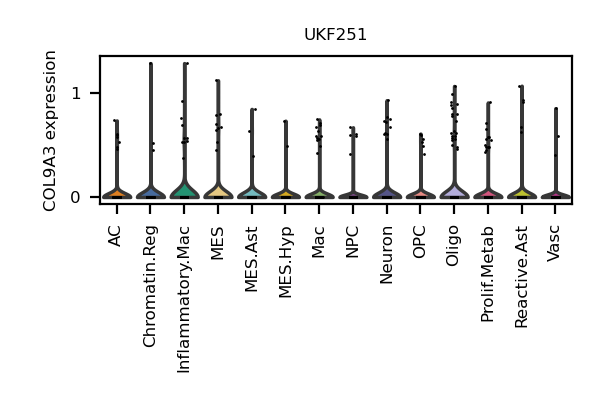 UKF251
COL9A3 expression
1
0
AC
Chromatin.Reg
Inflammatory.Mac
MES
MES.Ast
MES.Hyp
Mac
NPC
Neuron
OPC
Oligo
Prolif.Metab
Reactive.Ast
Vasc